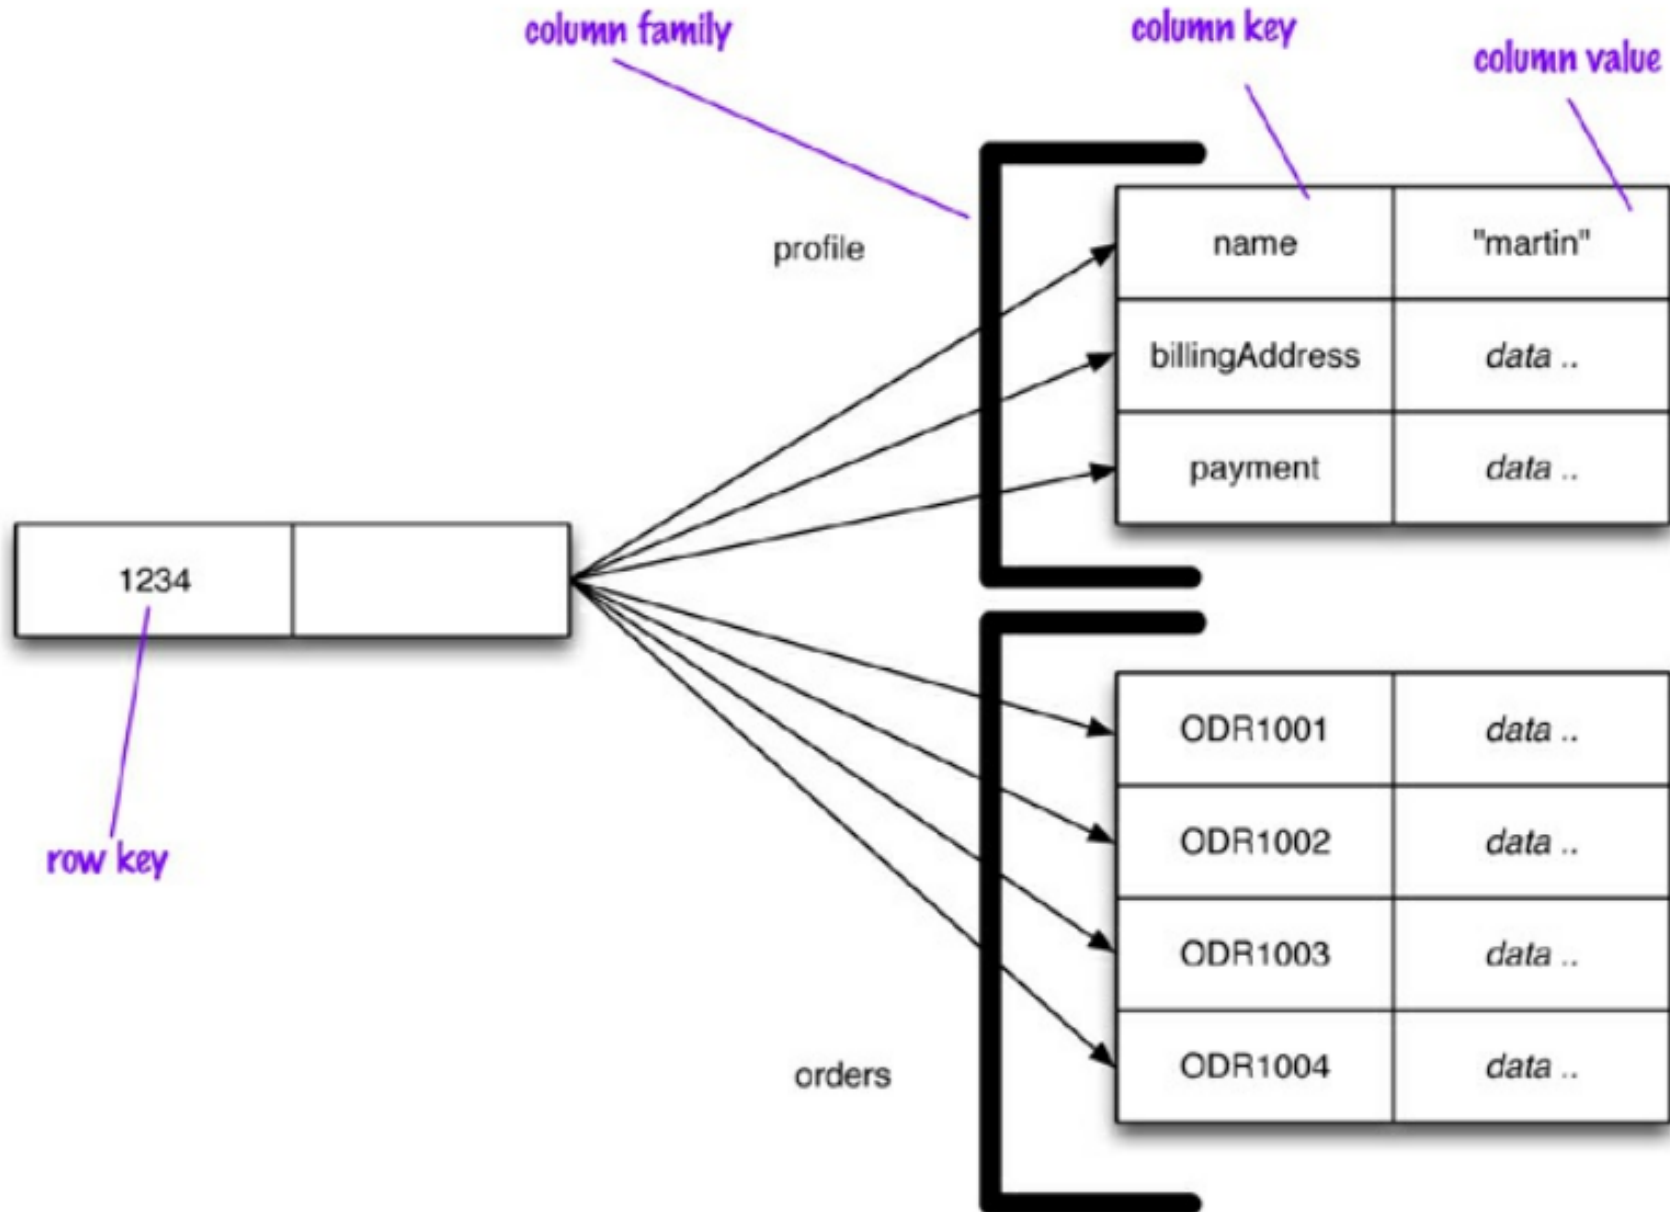 column family
column key
column value
profile
name
"martin"
billingAddress
data ..
payment
data ..
1234
row key
ODR1001
data ..
ODR1002
data ..
ODR1003
data ..
orders
ODR1004
data ..